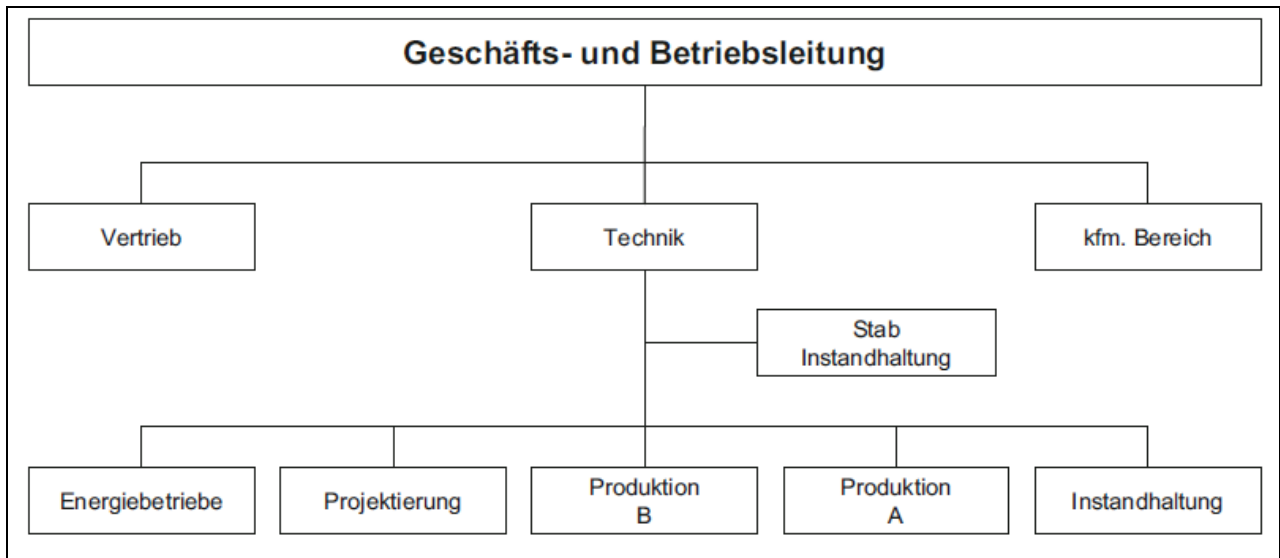 Geschäfts- und Betriebsleitung
Vertrieb
Technik
kfm. Bereich
Stab
Instandhaltung
Energiebetriebe
Projektierung
Produktion
B
Produktion
A
Instandhaltung